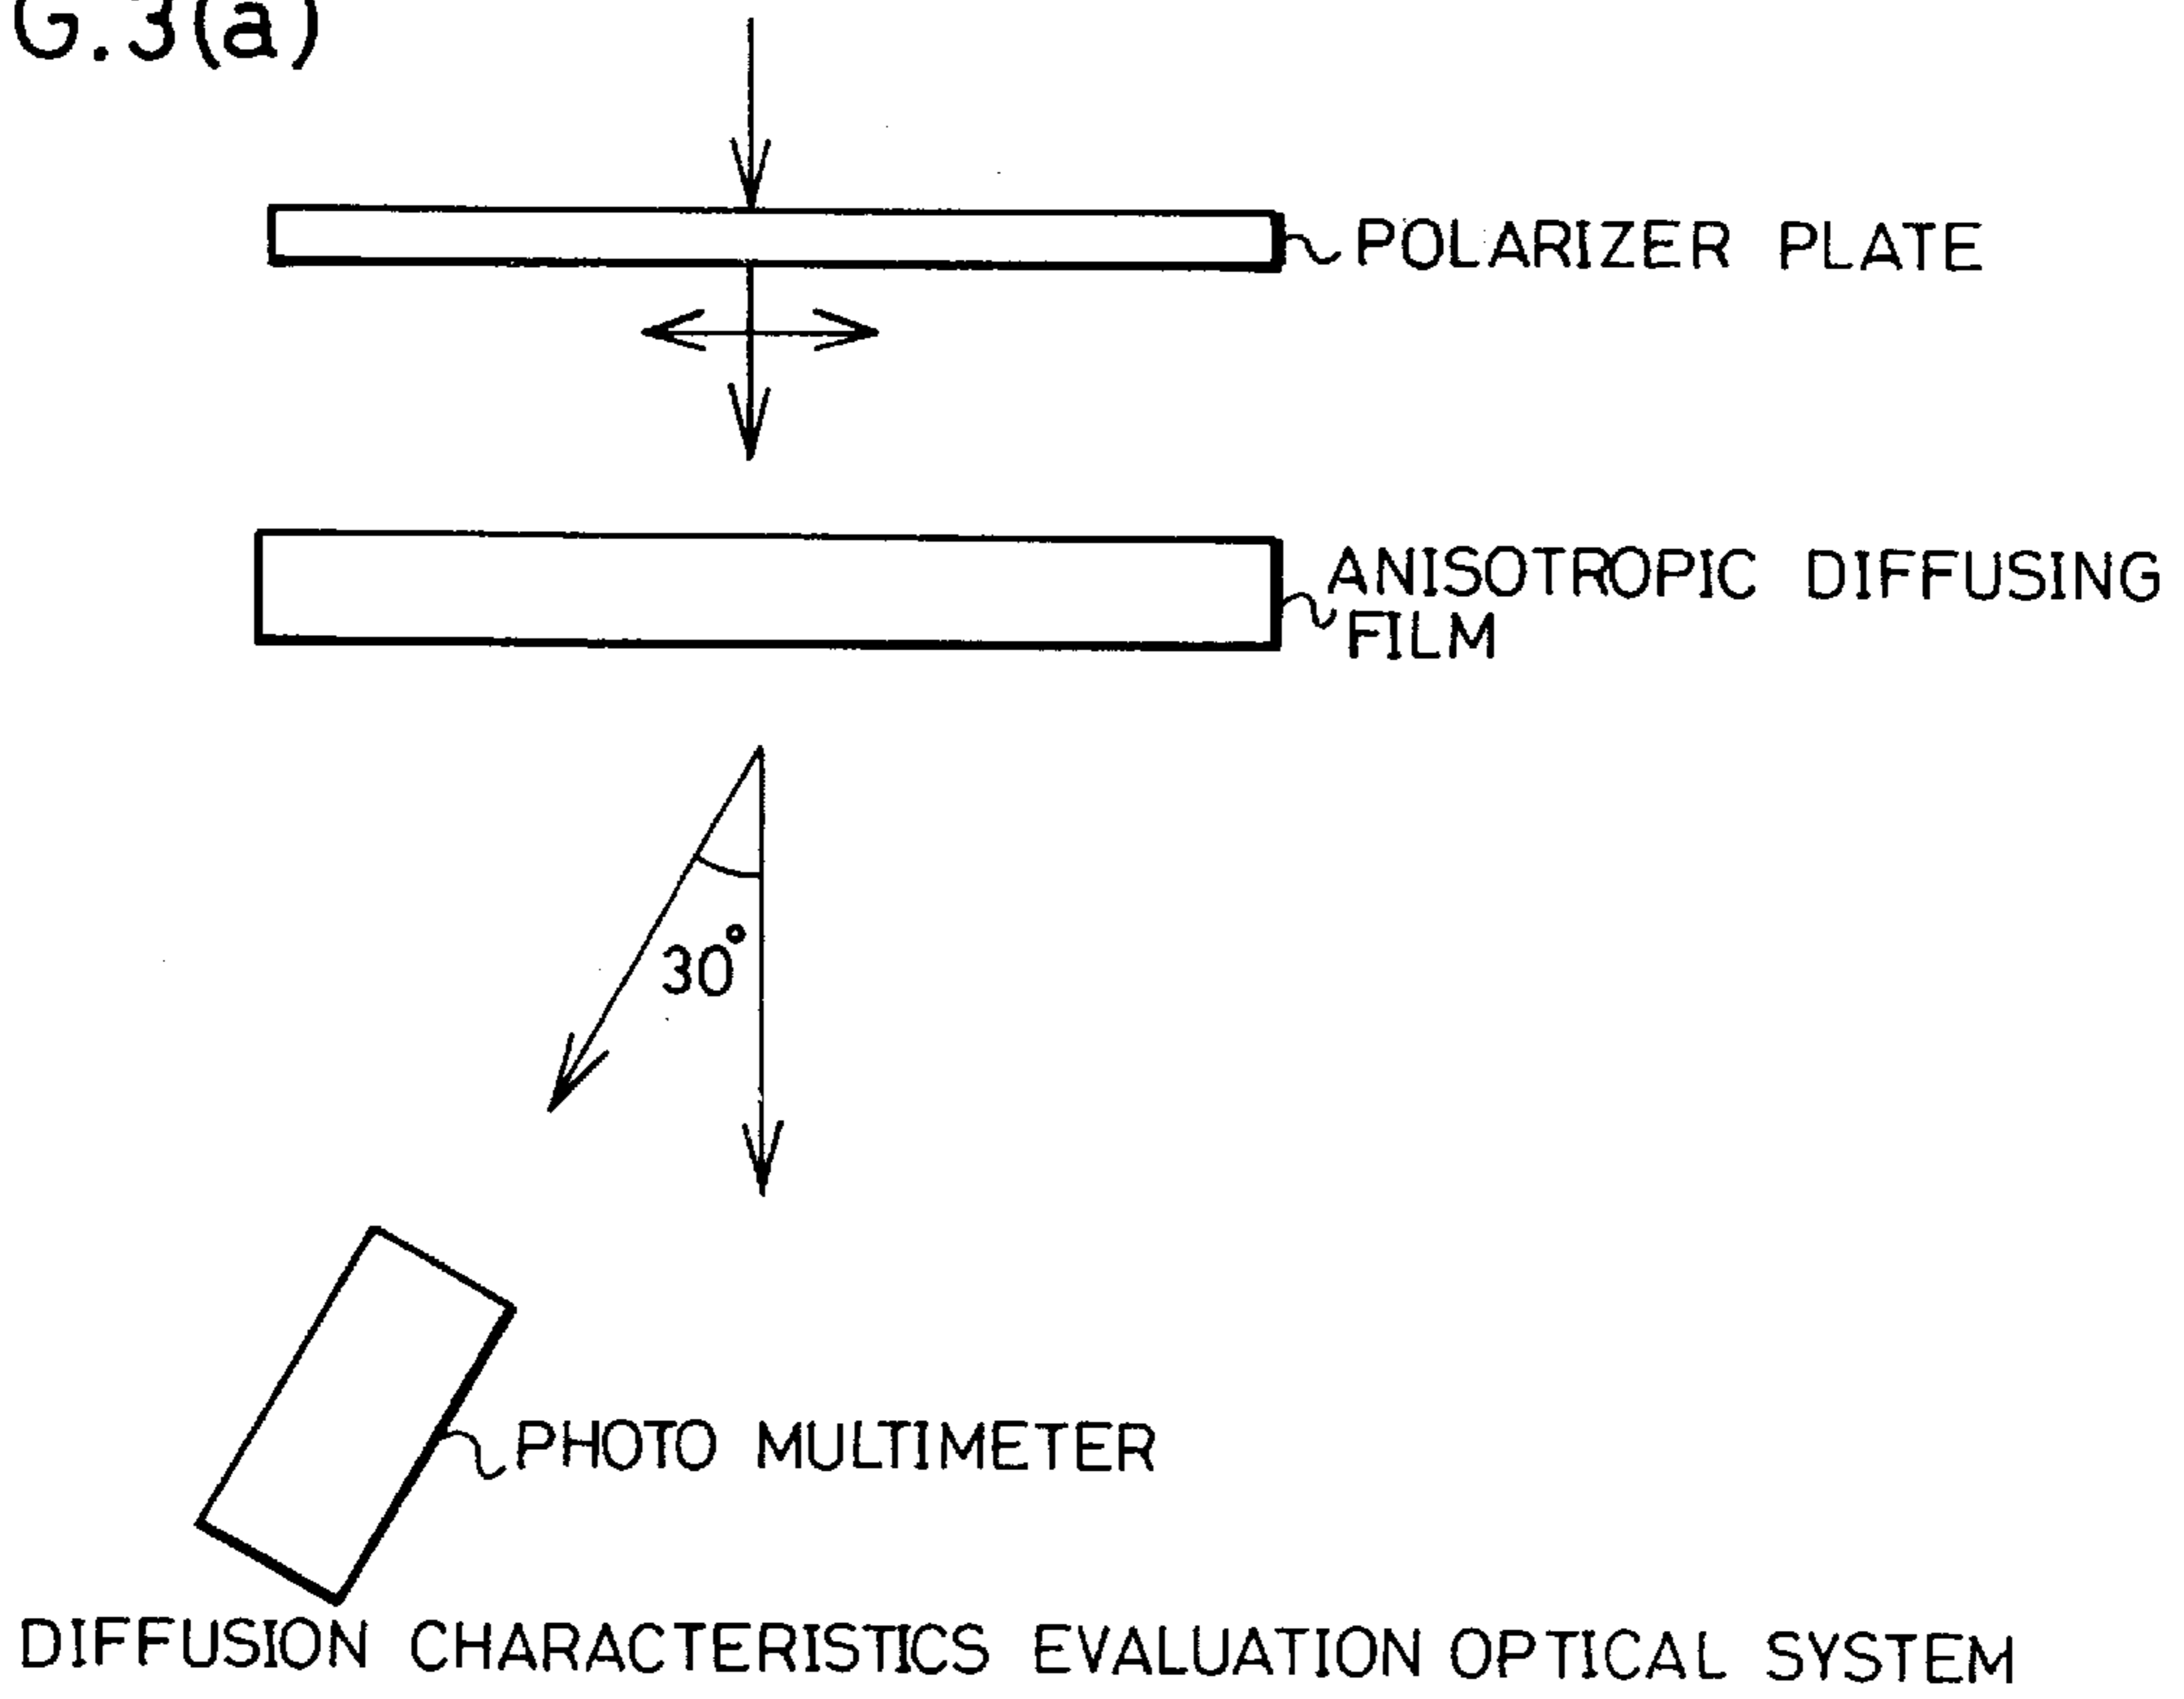 G.3(a)
POLARIZER PLATE
ANISOTROPIC DIFFUSING
FILM
30°
PHOTO MULTIMETER
DIFFUSION CHARACTERISTICS EVALUATION OPTICAL SYSTEM